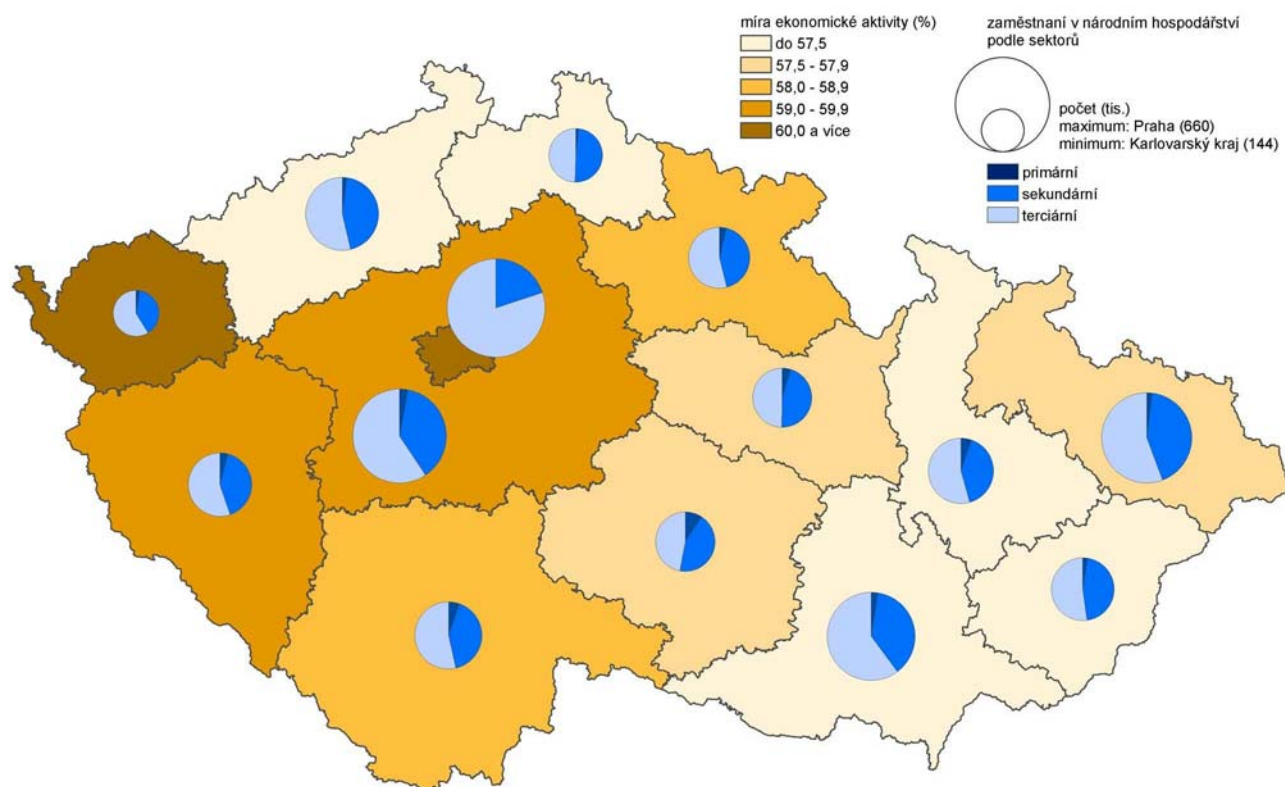 míra ekonomické aktivity (%)
do 57,5
57,5 - 57,9
58,0 - 58,9
59,0 - 59,9
60,0 a více
zaměstnaní v národním hospodářství
podle sektorů
počet (tis.)
maximum: Praha (660)
minimum: Karlovarský kraj (144)
primární
sekundární
terciární